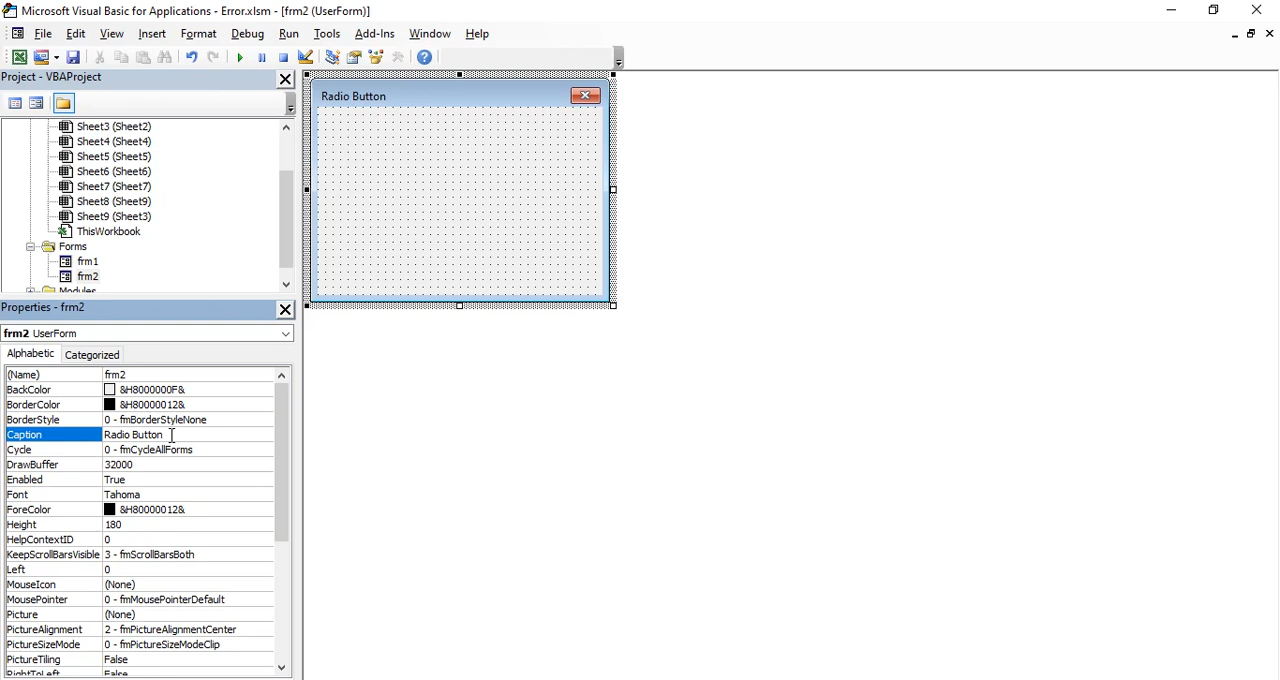 Microsoft Visual Basic for Applications - Error.xlsm - [frm2 (UserForm)]
File Edit View Insert Format Debug Run Tools Add-Ins Window Help
Project - VBAProject
Sheet3 (Sheet2)
Sheet4 (Sheet4)
Sheet5 (Sheet5)
Sheet6 (Sheet6)
Sheet7 (Sheet7)
Sheet8 (Sheet9)
Sheet9 (Sheet3)
ThisWorkbook
Forms
frm1
frm2
Modules
Radio Button
Properties - frm2
frm2 UserForm
Alphabetic Categorized
(Name) frm2
BackColor &H8000000F&
BorderColor &H80000012&
BorderStyle 0 - fmBorderStyleNone
Caption Radio Button
Cycle 0 - fmCycleAllForms
DrawBuffer 32000
Enabled True
Font Tahoma
ForeColor &H80000012&
Height 180
HelpContextID 0
KeepScrollBarsVisible 3 - fmScrollBarsBoth
Left 0
MouseIcon (None)
MousePointer 0 - fmMousePointerDefault
Picture (None)
PictureAlignment 2 - fmPictureAlignmentCenter
PictureSizeMode 0 - fmPictureSizeModeClip
PictureTiling False
RightToLeft False